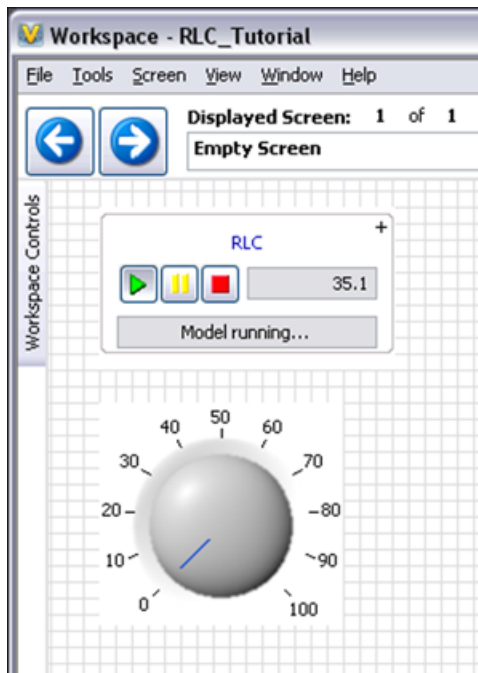 Workspace - RLC_Tutorial
File Tools Screen View Window Help
Displayed Screen: 1 of 1
Empty Screen
Workspace Controls
+
RLC
35.1
Model running...
50
40 60
30 70
20 80
10 90
0 100